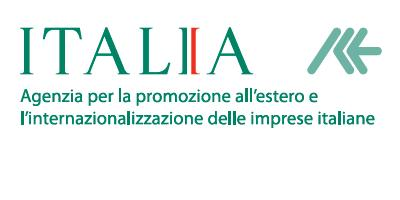 ITALIA
Agenzia per la promozione all'estero e
l'internazionalizzazione delle imprese italiane